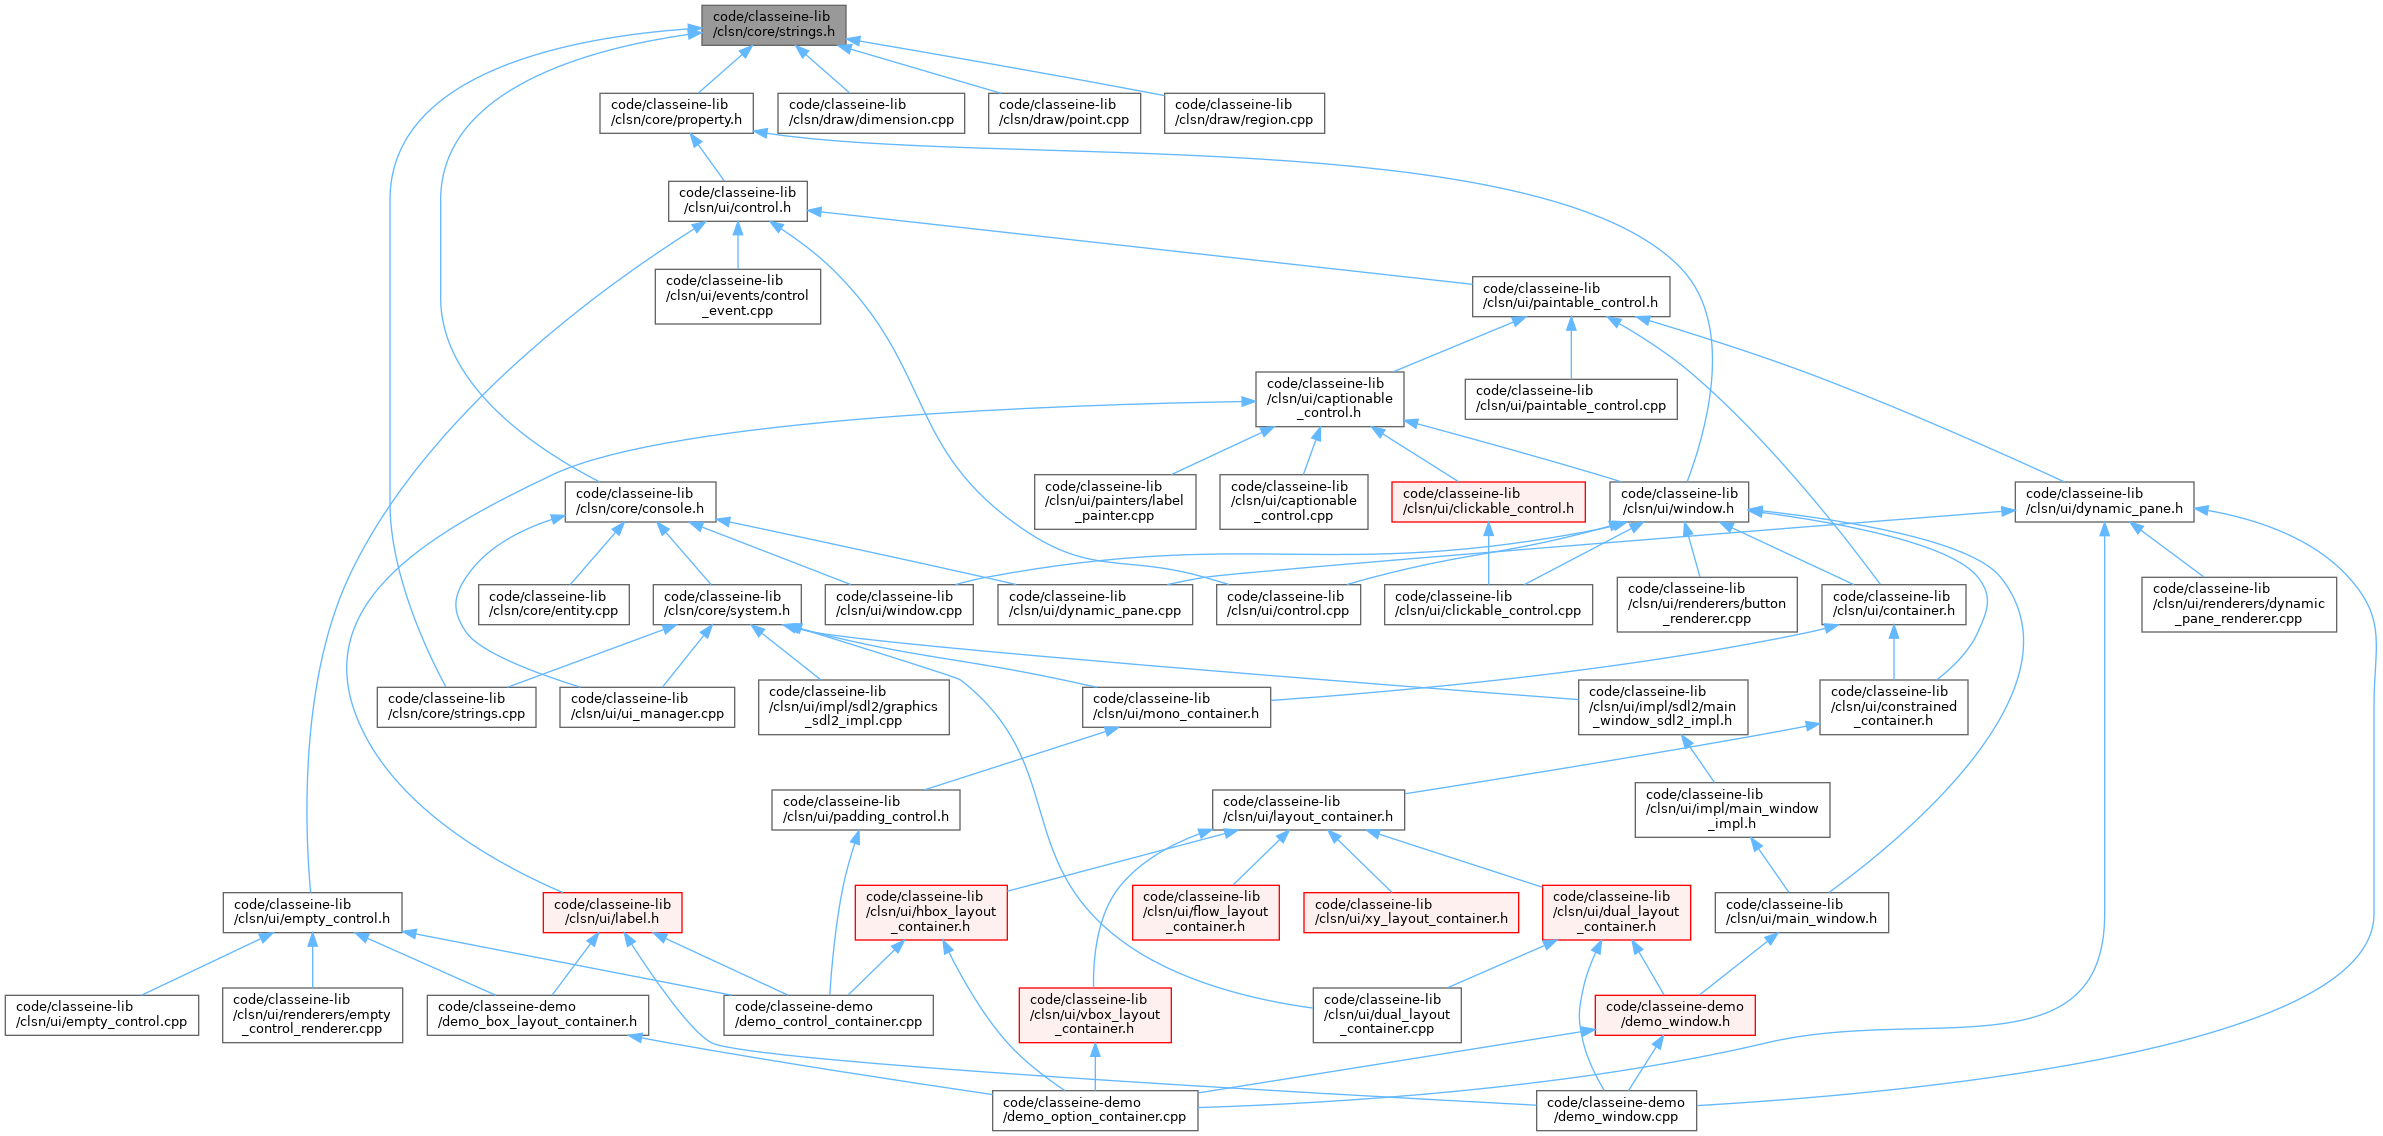 code/classeine-lib
/clsn/core/strings.h
code/classeine-lib
/clsn/core/property.h
code/classeine-lib
/clsn/draw/dimension.cpp
code/classeine-lib
/clsn/draw/point.cpp
code/classeine-lib
/clsn/draw/region.cpp
code/classeine-lib
/clsn/ui/control.h
code/classeine-lib
/clsn/ui/events/control
_event.cpp
code/classeine-lib
/clsn/ui/paintable_control.h
code/classeine-lib
/clsn/ui/captionable
_control.h
code/classeine-lib
/clsn/ui/paintable_control.cpp
code/classeine-lib
/clsn/core/console.h
code/classeine-lib
/clsn/ui/painters/label
_painter.cpp
code/classeine-lib
/clsn/ui/captionable
_control.cpp
code/classeine-lib
/clsn/ui/clickable_control.h
code/classeine-lib
/clsn/ui/window.h
code/classeine-lib
/clsn/ui/dynamic_pane.h
code/classeine-lib
/clsn/core/entity.cpp
code/classeine-lib
/clsn/core/system.h
code/classeine-lib
/clsn/ui/window.cpp
code/classeine-lib
/clsn/ui/dynamic_pane.cpp
code/classeine-lib
/clsn/ui/control.cpp
code/classeine-lib
/clsn/ui/clickable_control.cpp
code/classeine-lib
/clsn/ui/renderers/button
_renderer.cpp
code/classeine-lib
/clsn/ui/container.h
code/classeine-lib
/clsn/ui/renderers/dynamic
_pane_renderer.cpp
code/classeine-lib
/clsn/core/strings.cpp
code/classeine-lib
/clsn/ui/ui_manager.cpp
code/classeine-lib
/clsn/ui/impl/sdl2/graphics
_sdl2_impl.cpp
code/classeine-lib
/clsn/ui/mono_container.h
code/classeine-lib
/clsn/ui/impl/sdl2/main
_window_sdl2_impl.h
code/classeine-lib
/clsn/ui/constrained
_container.h
code/classeine-lib
/clsn/ui/padding_control.h
code/classeine-lib
/clsn/ui/layout_container.h
code/classeine-lib
/clsn/ui/impl/main_window
_impl.h
code/classeine-lib
/clsn/ui/empty_control.h
code/classeine-lib
/clsn/ui/label.h
code/classeine-lib
/clsn/ui/hbox_layout
_container.h
code/classeine-lib
/clsn/ui/flow_layout
_container.h
code/classeine-lib
/clsn/ui/xy_layout_container.h
code/classeine-lib
/clsn/ui/dual_layout
_container.h
code/classeine-lib
/clsn/ui/main_window.h
code/classeine-lib
/clsn/ui/empty_control.cpp
code/classeine-lib
/clsn/ui/renderers/empty
_control_renderer.cpp
code/classeine-demo
/demo_box_layout_container.h
code/classeine-demo
/demo_control_container.cpp
code/classeine-lib
/clsn/ui/vbox_layout
_container.h
code/classeine-lib
/clsn/ui/dual_layout
_container.cpp
code/classeine-demo
/demo_window.h
code/classeine-demo
/demo_option_container.cpp
code/classeine-demo
/demo_window.cpp